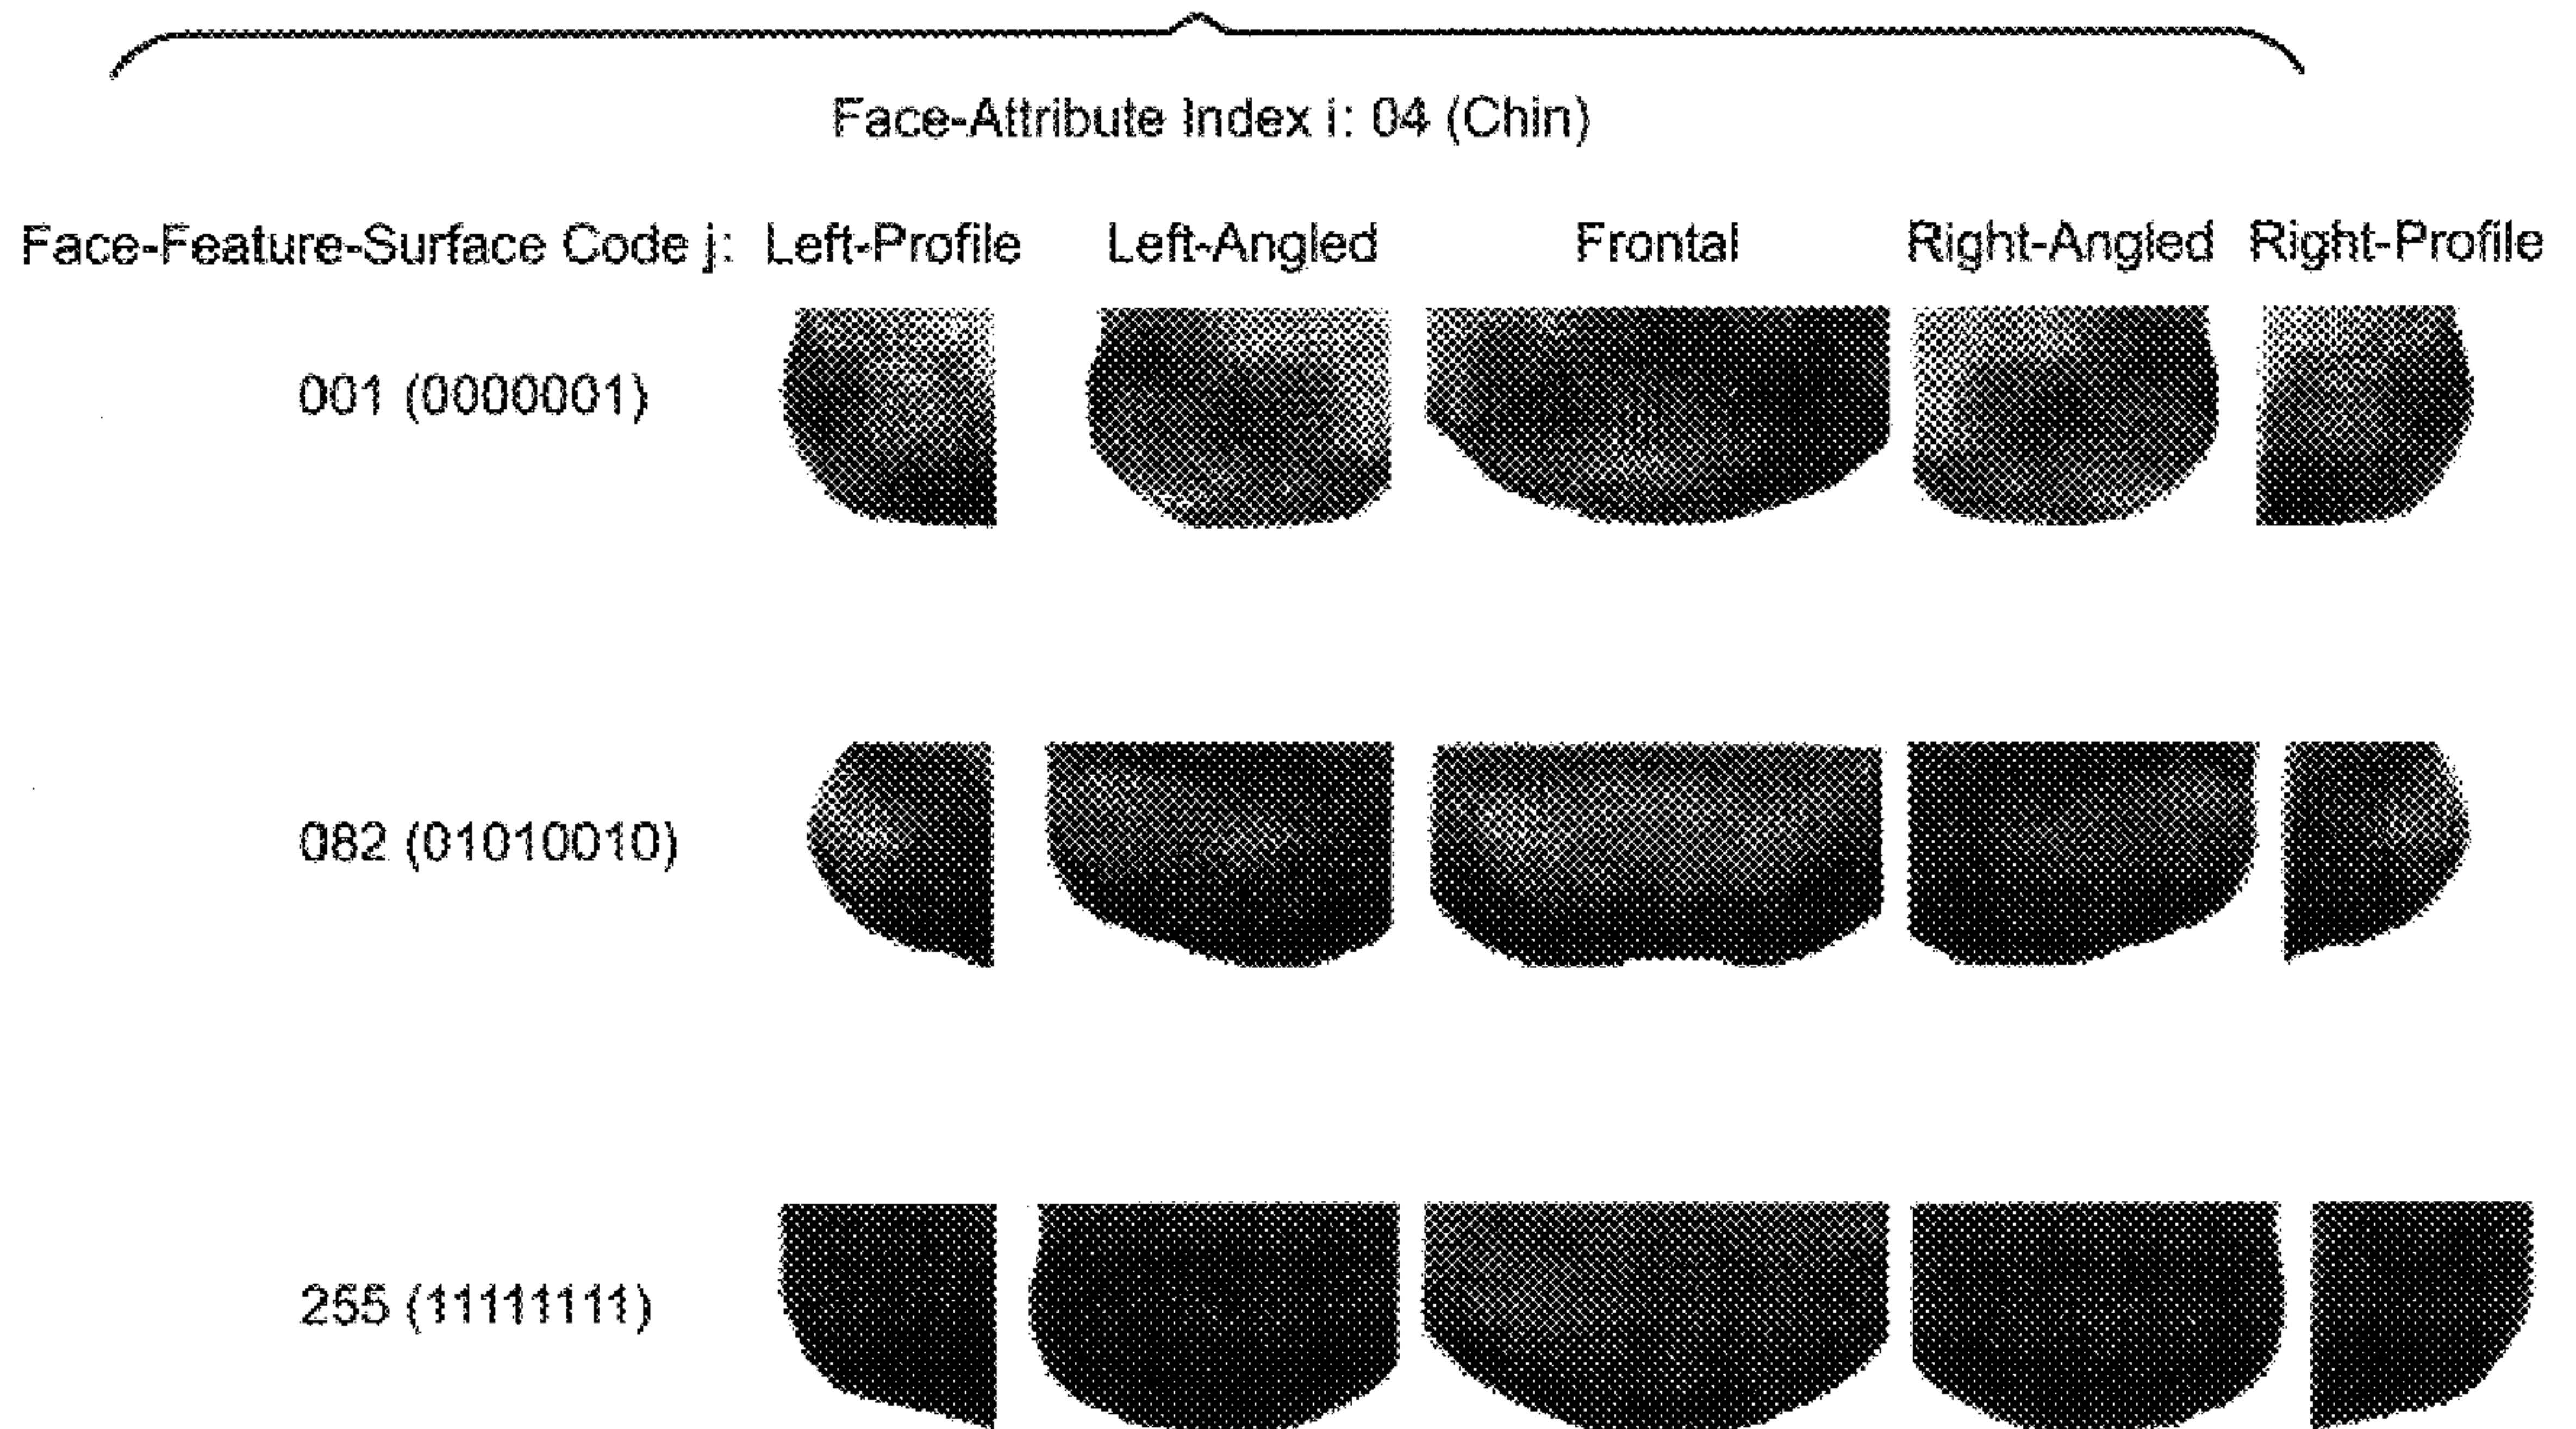 Face-Attribute Index i: 04 (Chin)
Face-Feature-Surface Code j: Left-Profile Left-Angled Frontal Right-Angled Right-Profile
001 (0000001)
082 (01010010)
255 (11111111)